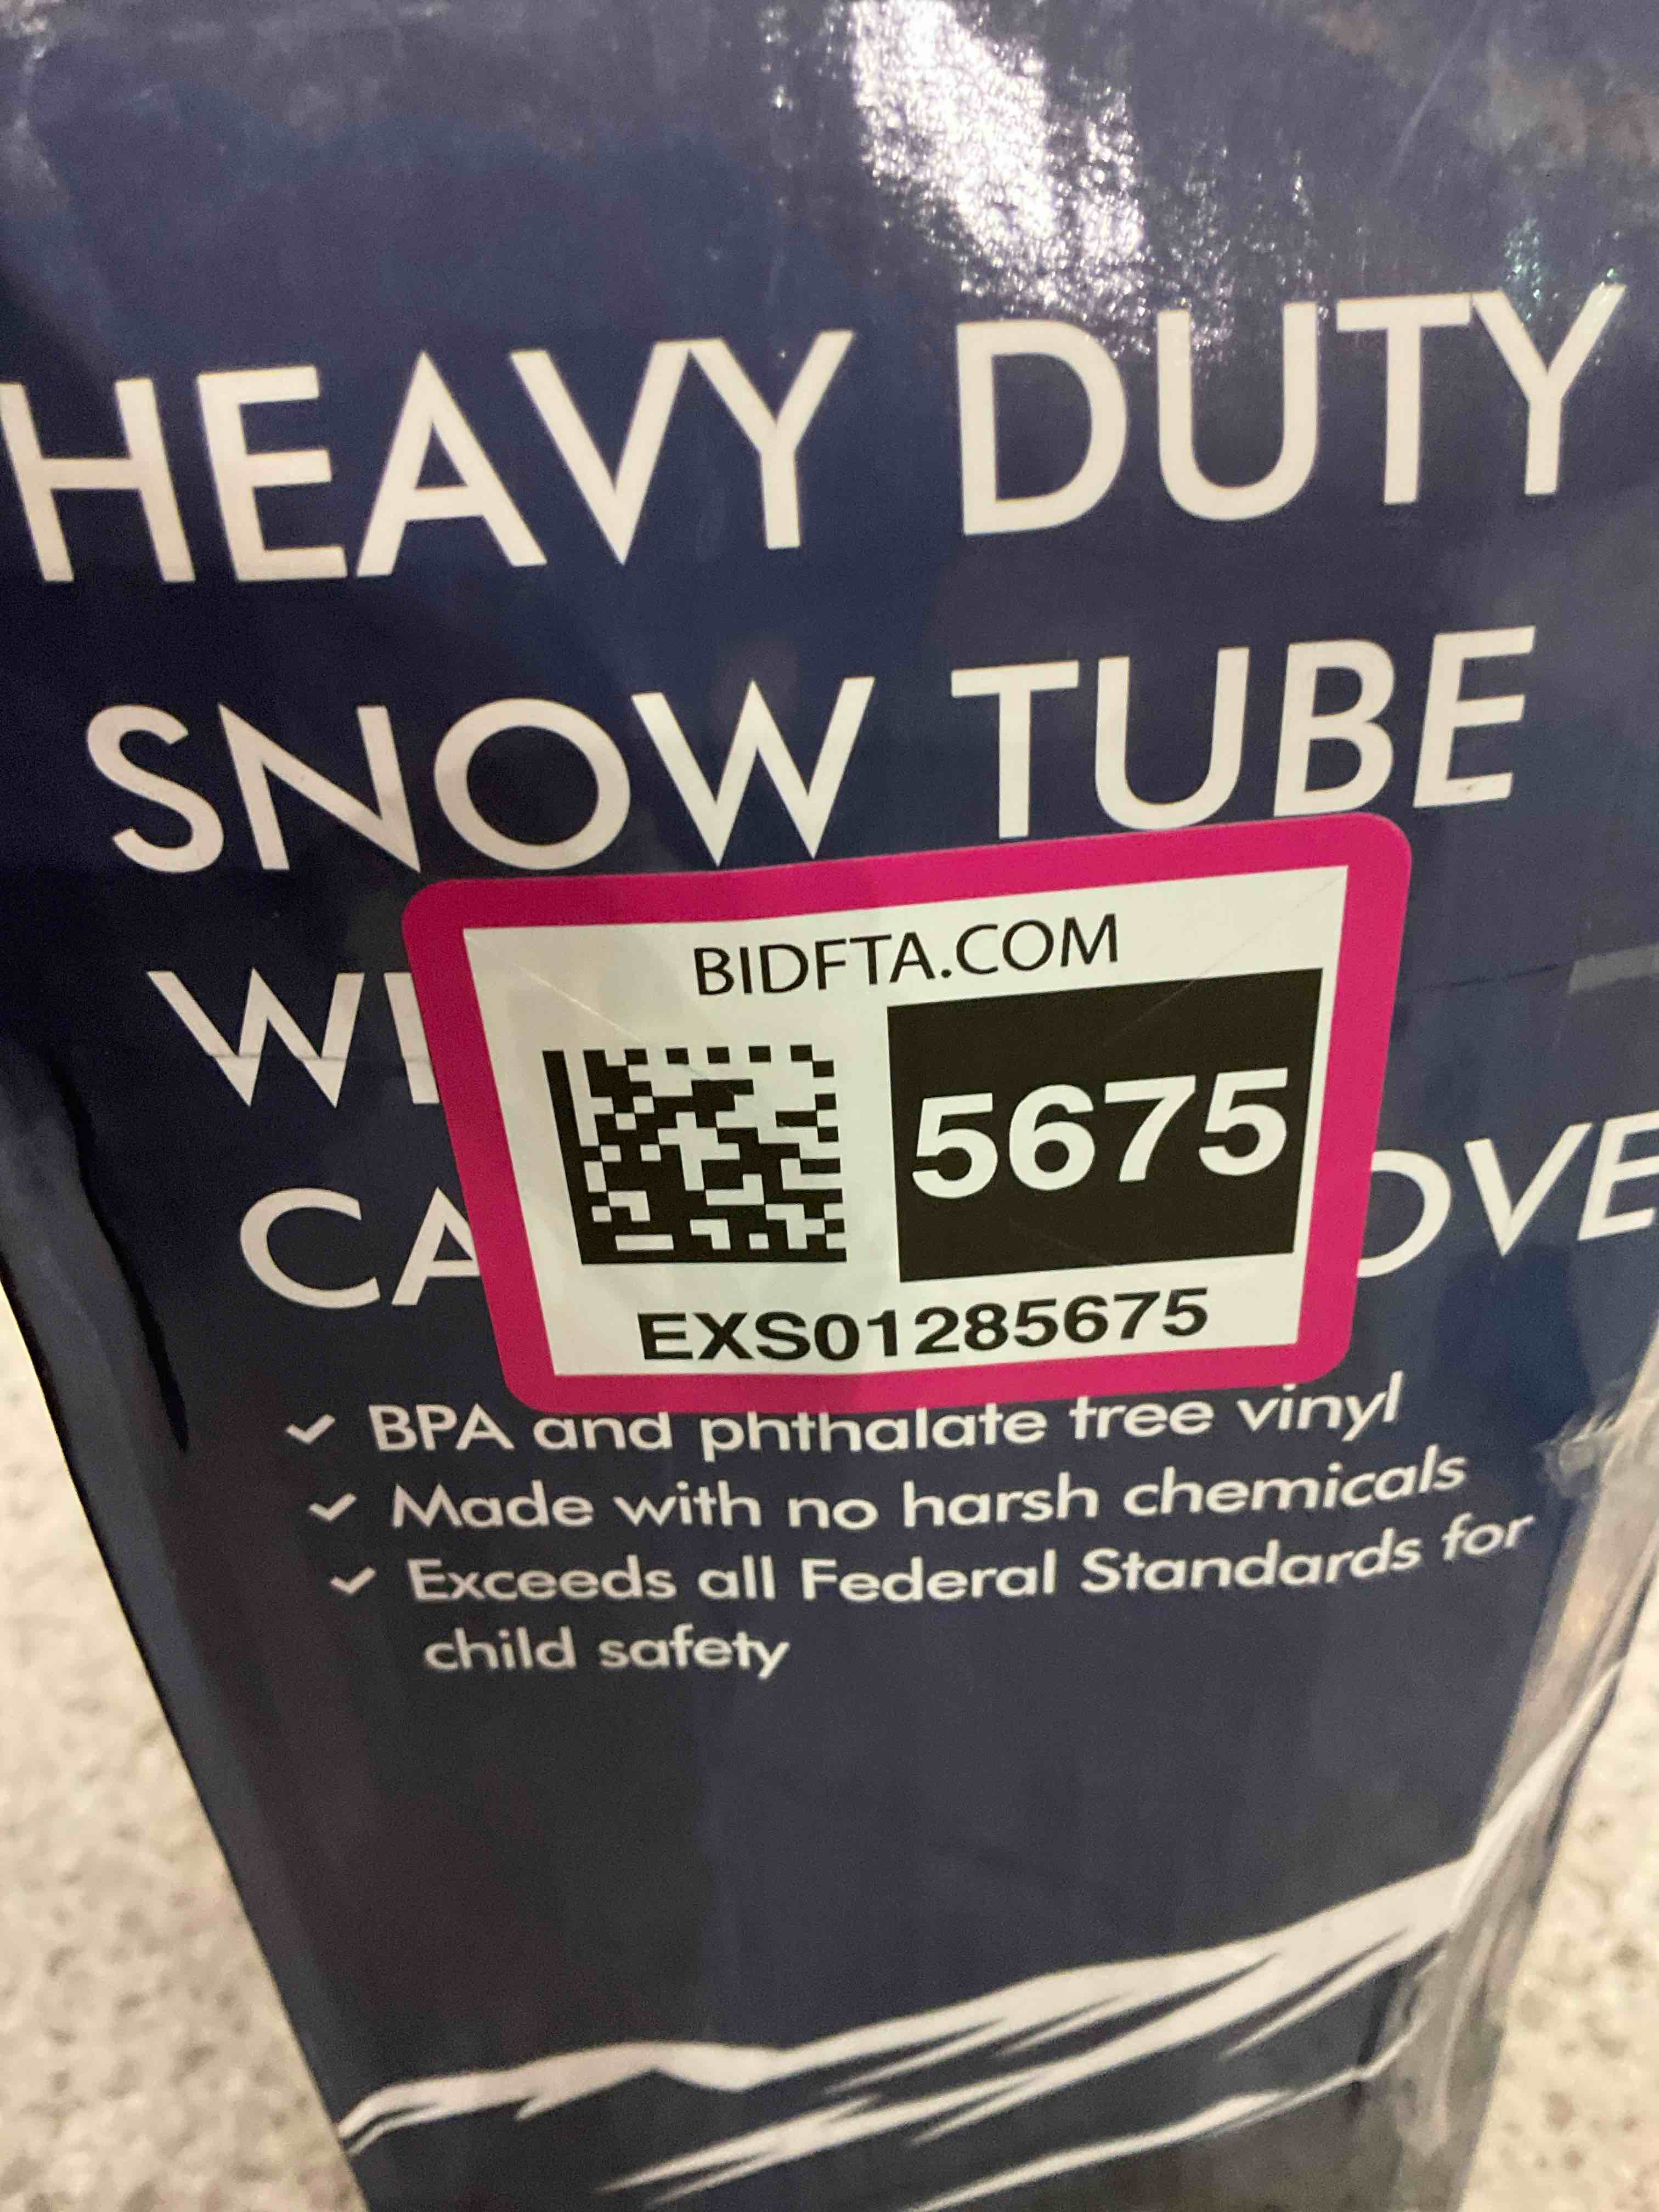 HEAVY DUTY
SNOW TUBE
BIDFTA.COM
5675
EXS01285675
BPA and phthalate free vinyl
Made with no harsh chemicals
Exceeds all Federal Standards for
child safety